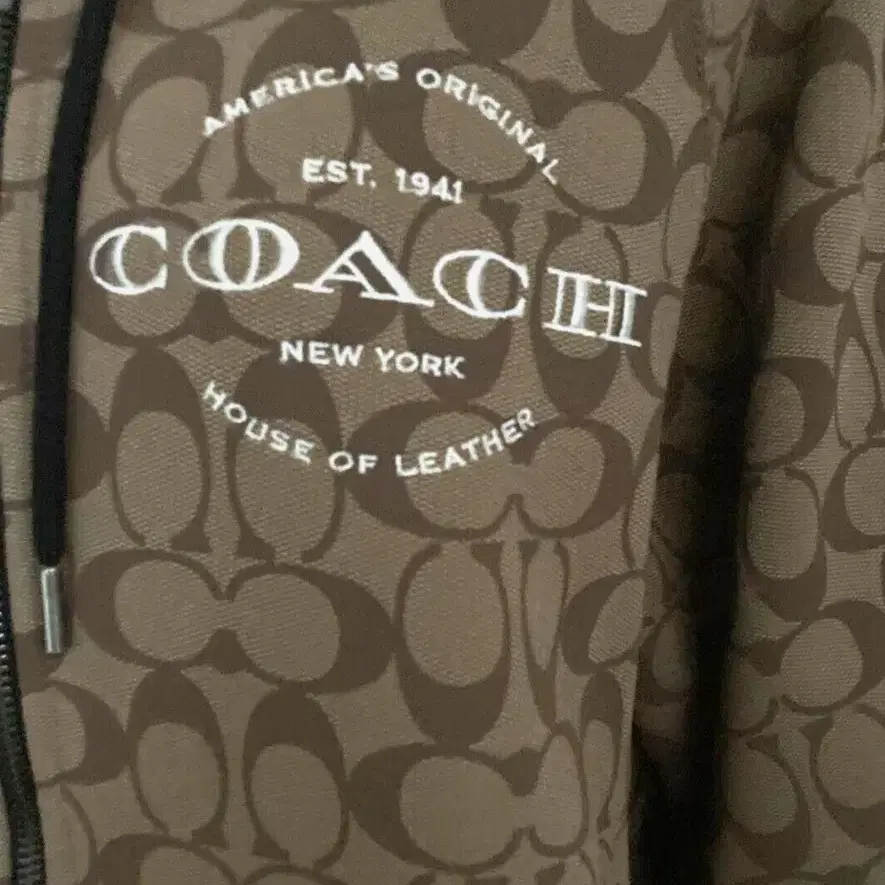 AMERICA'S ORIGINAL
EST. 1941
COACH
NEW YORK
HOUSE OF LEATHER